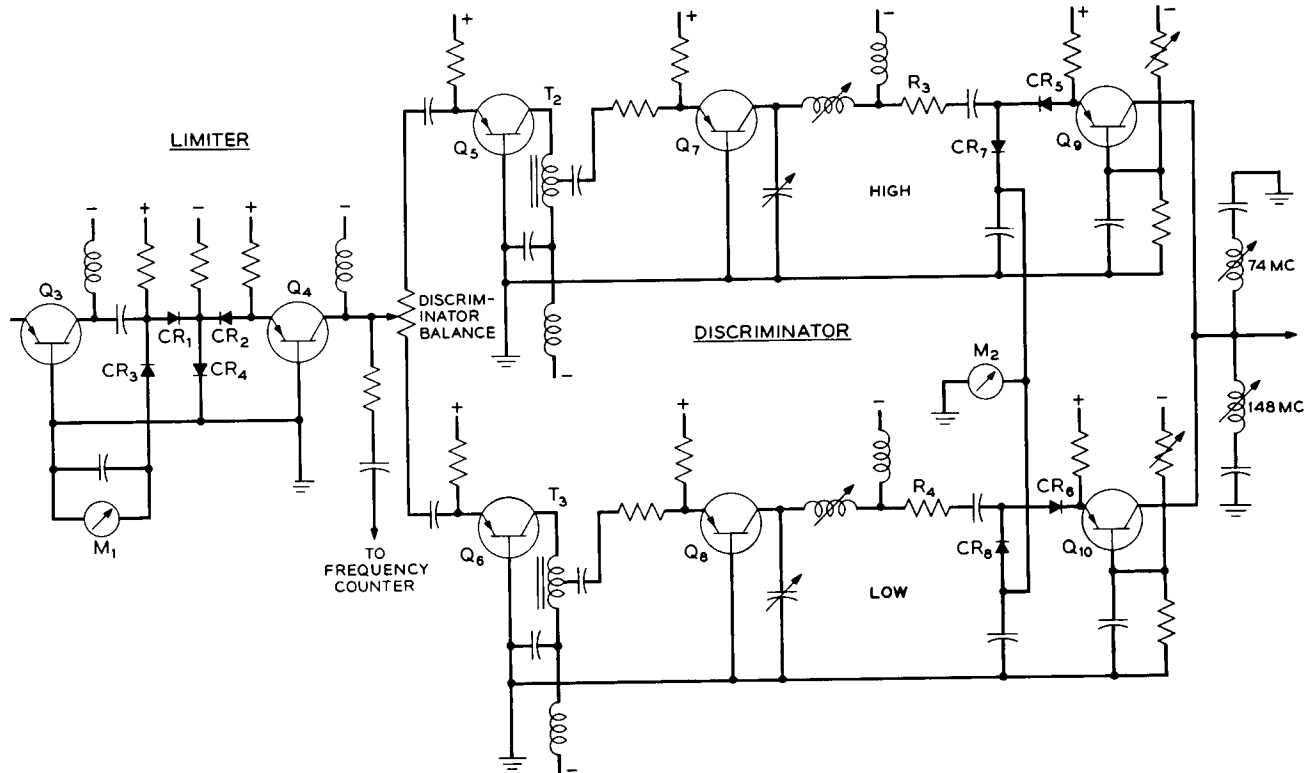 +
-
+
T2
R3
CR5
LIMITER
Q5
Q7
CR7
Q9
- + - + -
HIGH
74 MC
Q3
Q4
CR1
CR2
DISCRIM-
INATOR
BALANCE
DISCRIMINATOR
CR3
CR4
M2
-
148 MC
+
+
-
+
-
T3
R4
CR6
M1
TO
FREQUENCY
COUNTER
Q6
Q8
CR8
Q10
LOW
-